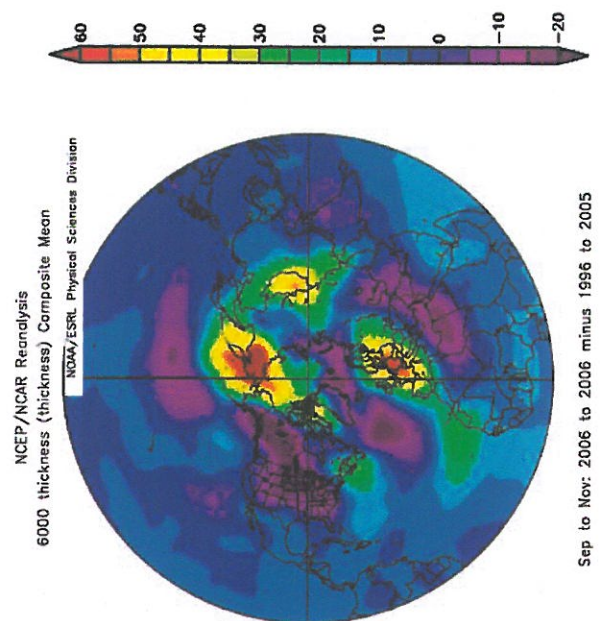 NCEP/NCAR Reanalysis
6000 thickness (thickness) Composite Mean
NOAA/ESRL Physical Sciences Division
60
50
40
30
20
10
0
-10
-20
Sep to Nov: 2006 to 2006 minus 1996 to 2005